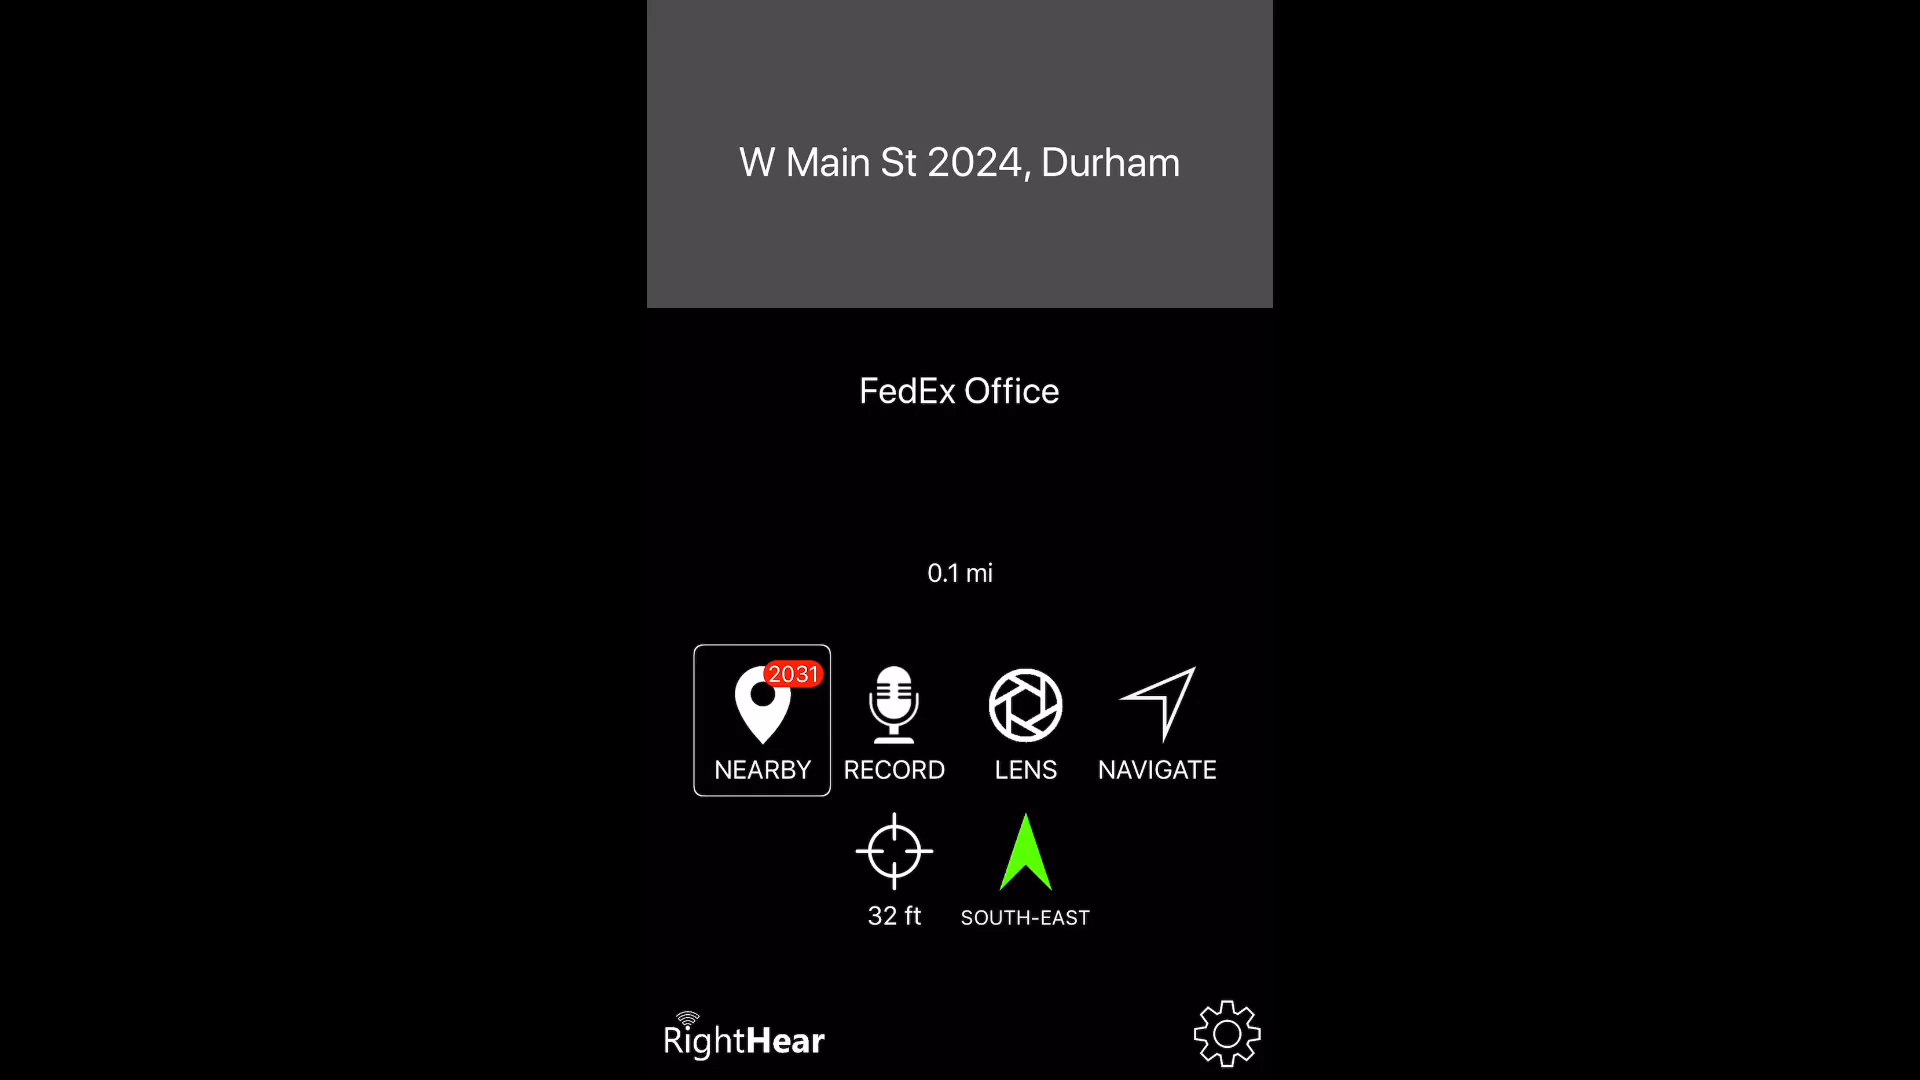 W Main St 2024, Durham
FedEx Office
0.1 mi
2031
NEARBY
RECORD
LENS
NAVIGATE
32 ft
SOUTH-EAST
RightHear